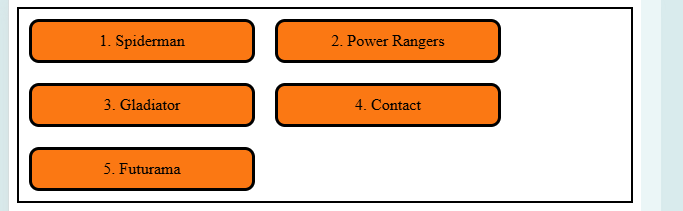 1. Spiderman
2. Power Rangers
3. Gladiator
4. Contact
5. Futurama